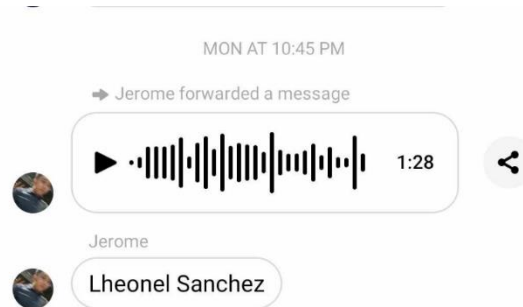 MON AT 10:45 PM
Jerome forwarded a message
1:28
Jerome
Lheonel Sanchez